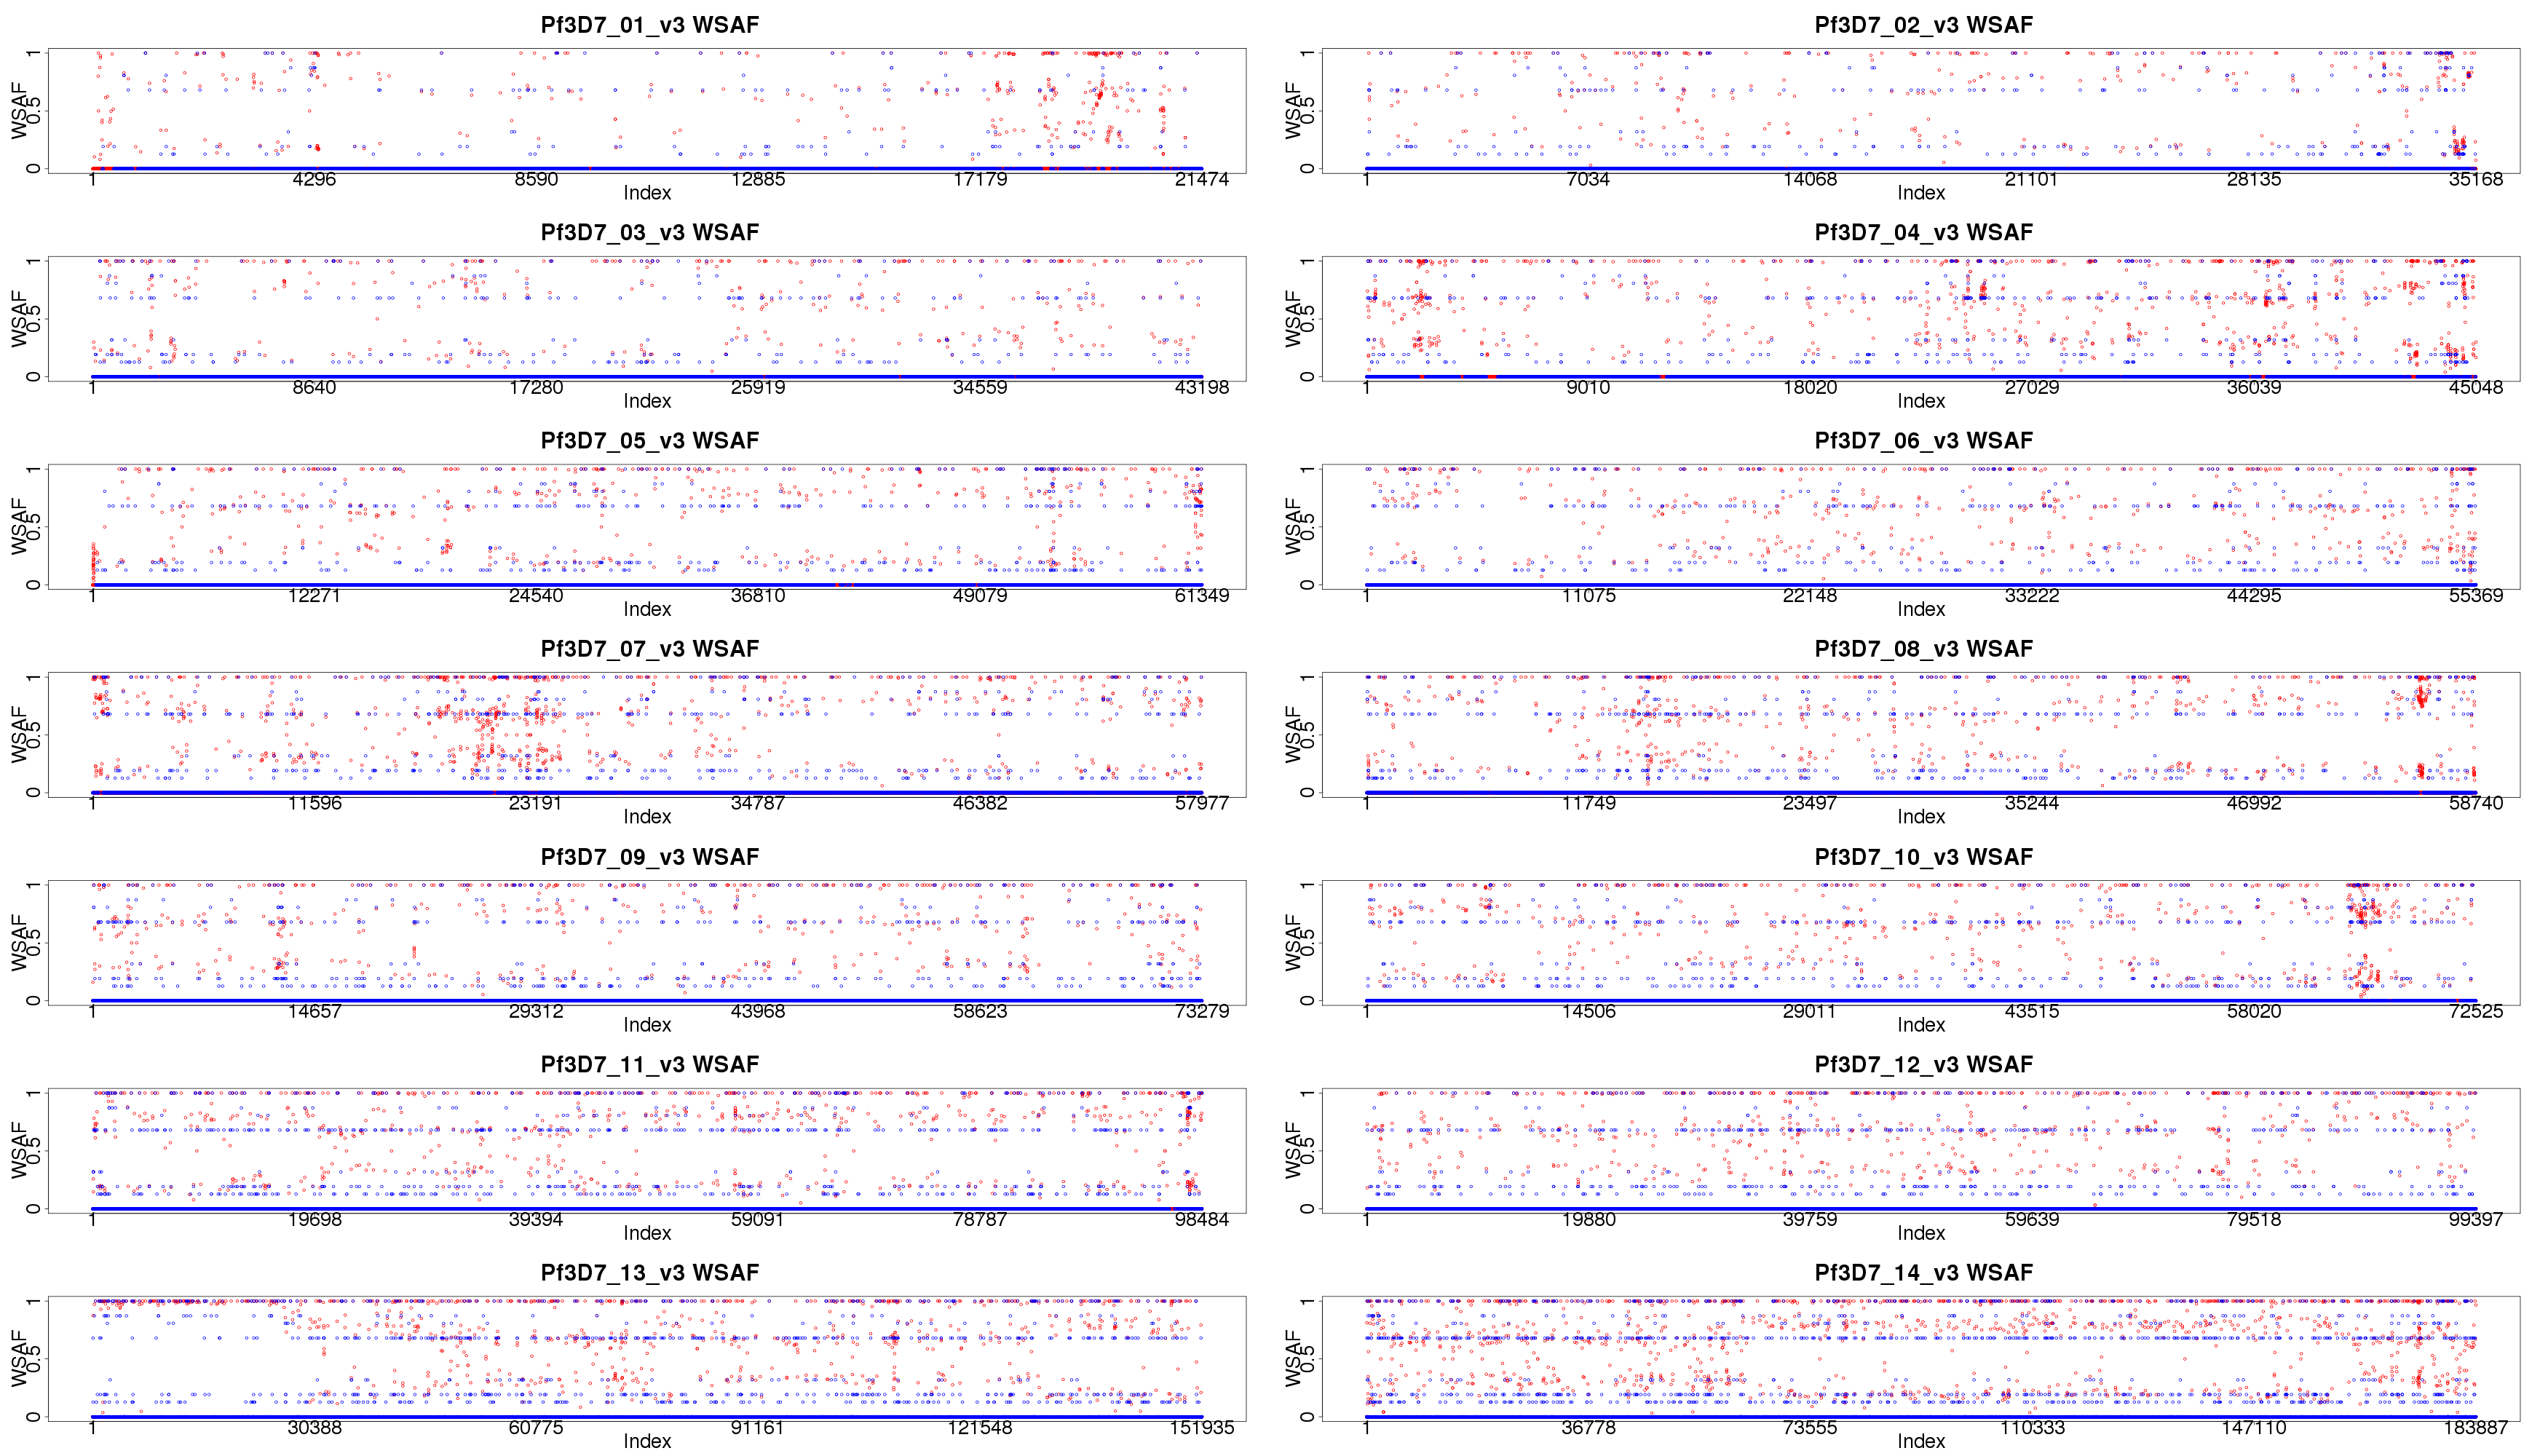 Pf3D7_01_v3 WSAF
WSAF
0 0.5 1
1 4296 8590 12885 17179 21474
Index
Pf3D7_02_v3 WSAF
WSAF
0 0.5 1
1 7034 14068 21101 28135 35168
Index
Pf3D7_03_v3 WSAF
WSAF
0 0.5 1
1 8640 17280 25919 34559 43198
Index
Pf3D7_04_v3 WSAF
WSAF
0 0.5 1
1 9010 18020 27029 36039 45048
Index
Pf3D7_05_v3 WSAF
WSAF
0 0.5 1
1 12271 24540 36810 49079 61349
Index
Pf3D7_06_v3 WSAF
WSAF
0 0.5 1
1 11075 22148 33222 44295 55369
Index
Pf3D7_07_v3 WSAF
WSAF
0 0.5 1
1 11596 23191 34787 46382 57977
Index
Pf3D7_08_v3 WSAF
WSAF
0 0.5 1
1 11749 23497 35244 46992 58740
Index
Pf3D7_09_v3 WSAF
WSAF
0 0.5 1
1 14657 29312 43968 58623 73279
Index
Pf3D7_10_v3 WSAF
WSAF
0 0.5 1
1 14506 29011 43515 58020 72525
Index
Pf3D7_11_v3 WSAF
WSAF
0 0.5 1
1 19698 39394 59091 78787 98484
Index
Pf3D7_12_v3 WSAF
WSAF
0 0.5 1
1 19880 39759 59639 79518 99397
Index
Pf3D7_13_v3 WSAF
WSAF
0 0.5 1
1 30388 60775 91161 121548 151935
Index
Pf3D7_14_v3 WSAF
WSAF
0 0.5 1
1 36778 73555 110333 147110 183887
Index